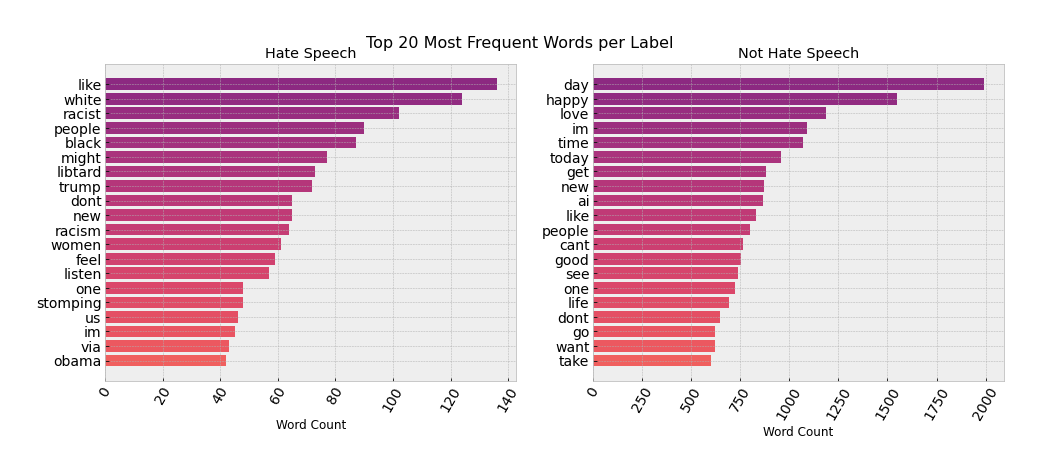 Top 20 Most Frequent Words per Label
Hate Speech
like
white
racist
people
black
might
libtard
trump
dont
new
racism
women
feel
listen
one
stomping
us
im
via
obama
0
20
40
60
80
100
120
140
Word Count
Not Hate Speech
day
happy
love
im
time
today
get
new
ai
like
people
cant
good
see
one
life
dont
go
want
take
0
250
500
750
1000
1250
1500
1750
2000
Word Count